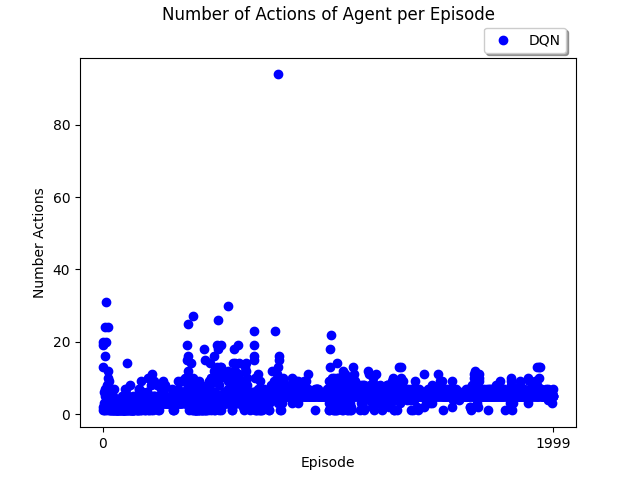 Number of Actions of Agent per Episode
DQN
80
60
40
20
0
Number Actions
0 1999
Episode